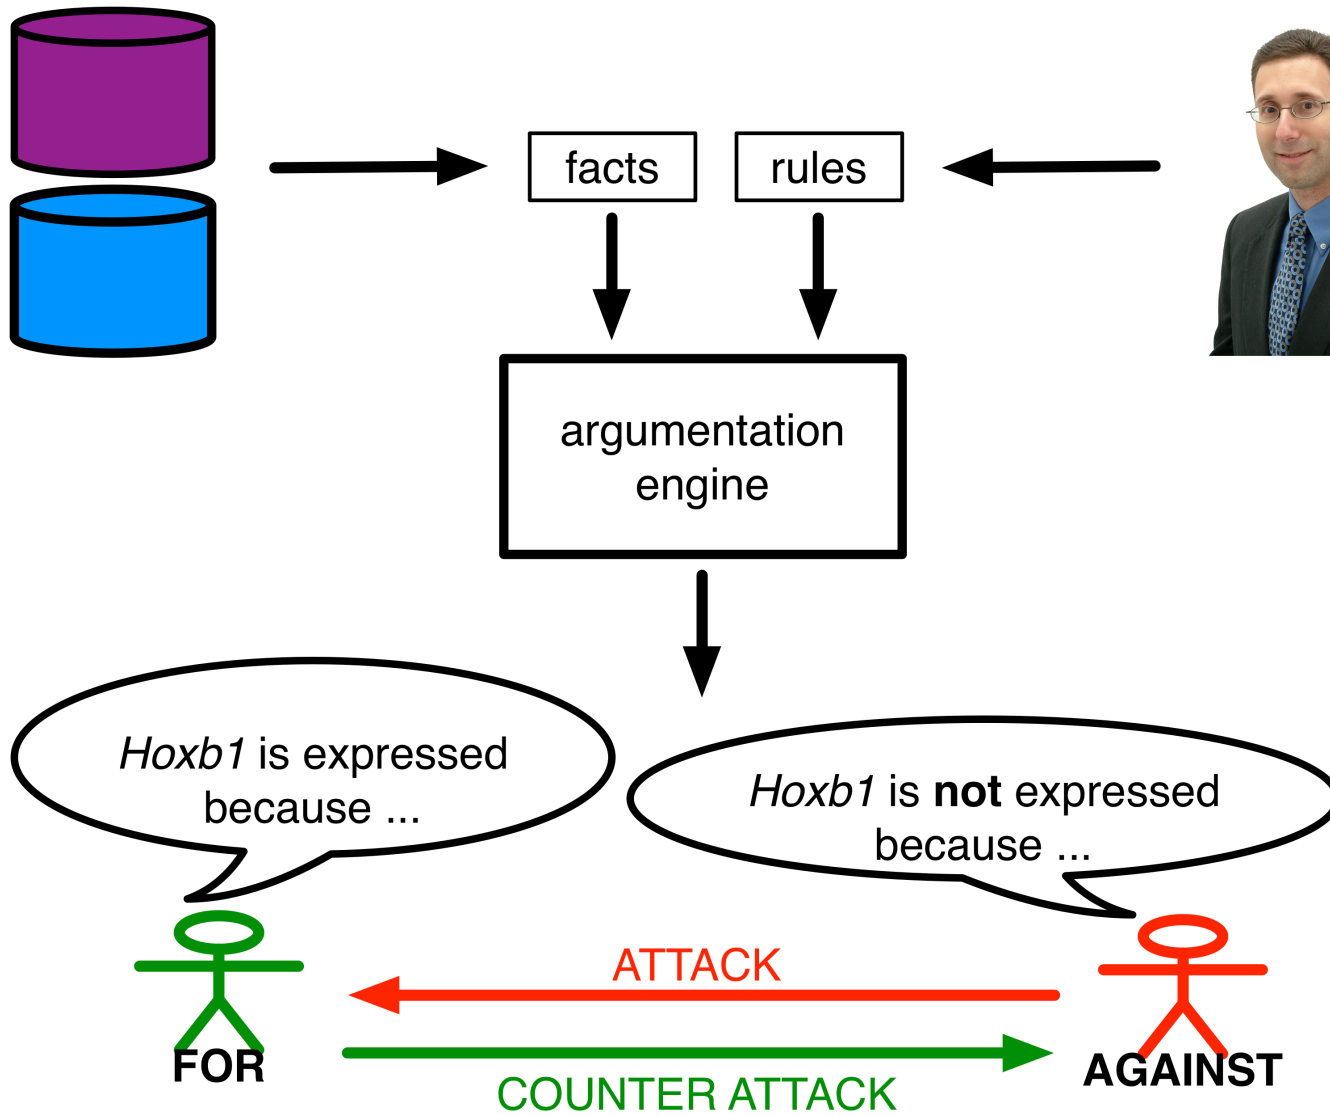 facts
rules
argumentation
engine
Hoxb1 is expressed
because ...
Hoxb1 is not expressed
because ...
ATTACK
FOR
AGAINST
COUNTER ATTACK